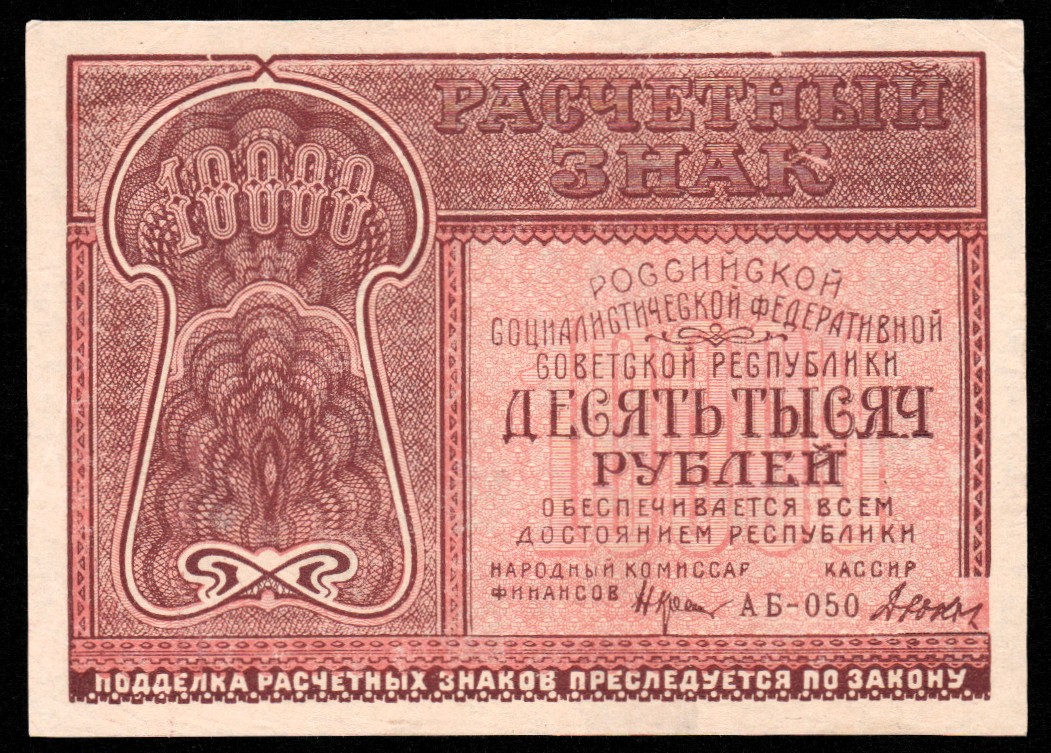 РАСЧЕТНЫЙ
ЗНАК
10000
10000
РОССИЙСКОЙ
СОЦИАЛИСТИЧЕСКОЙ ФЕДЕРАТИВНОЙ
СОВЕТСКОЙ РЕСПУБЛИКИ
ДЕСЯТЬ ТЫСЯЧ
РУБЛЕЙ
ОБЕСПЕЧИВАЕТСЯ ВСЕМ
ДОСТОЯНИЕМ РЕСПУБЛИКИ
НАРОДНЫЙ КОМИССАР КАССИР
ФИНАНСОВ АБ-050
ПОДДЕЛКА РАСЧЕТНЫХ ЗНАКОВ ПРЕСЛЕДУЕТСЯ ПО ЗАКОНУ